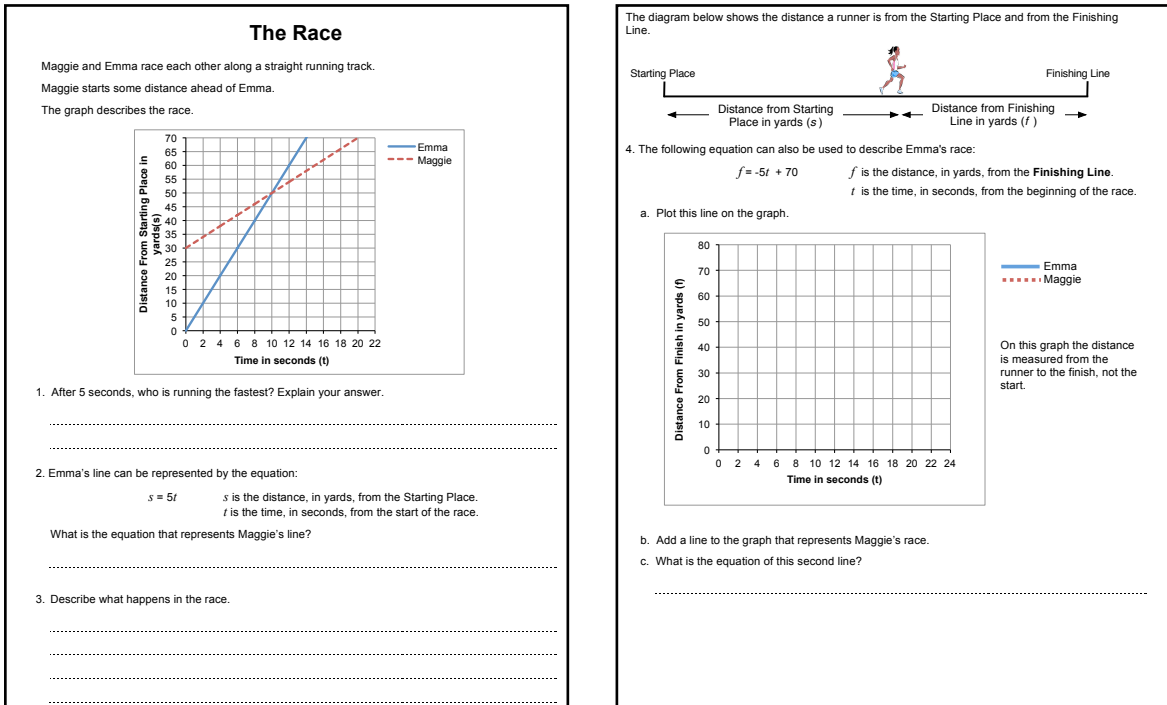 The Race
Maggie and Emma race each other along a straight running track.
Maggie starts some distance ahead of Emma.
The graph describes the race.
Distance From Starting Place in
yards(s)
70
65
60
55
50
45
40
35
30
25
20
15
10
5
0
0 2 4 6 8 10 12 14 16 18 20 22
Time in seconds (t)
Emma
Maggie
1. After 5 seconds, who is running the fastest? Explain your answer.
2. Emma's line can be represented by the equation:
s = 5t s is the distance, in yards, from the Starting Place.
t is the time, in seconds, from the start of the race.
What is the equation that represents Maggie's line?
3. Describe what happens in the race.
The diagram below shows the distance a runner is from the Starting Place and from the Finishing
Line.
Starting Place Finishing Line
Distance from Starting
Place in yards (s)
Distance from Finishing
Line in yards (f )
4. The following equation can also be used to describe Emma's race:
f = -5t + 70 f is the distance, in yards, from the Finishing Line.
t is the time, in seconds, from the beginning of the race.
a. Plot this line on the graph.
Distance From Finish in yards (f)
80
70
60
50
40
30
20
10
0
0 2 4 6 8 10 12 14 16 18 20 22 24
Time in seconds (t)
Emma
Maggie
On this graph the distance
is measured from the
runner to the finish, not the
start.
b. Add a line to the graph that represents Maggie's race.
c. What is the equation of this second line?